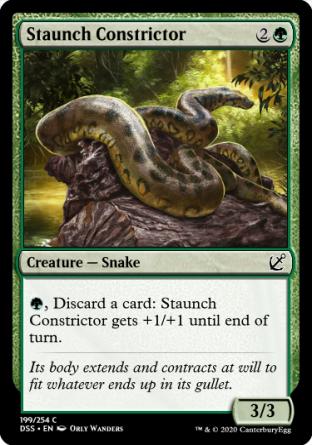 Staunch Constrictor 2
Creature — Snake
, Discard a card: Staunch
Constrictor gets +1/+1 until end of
turn.
Its body extends and contracts at will to
fit whatever ends up in its gullet.
3/3
199/254 C
DSS • EN Orly Wanders
™ & © 2020 CanterburyEgg